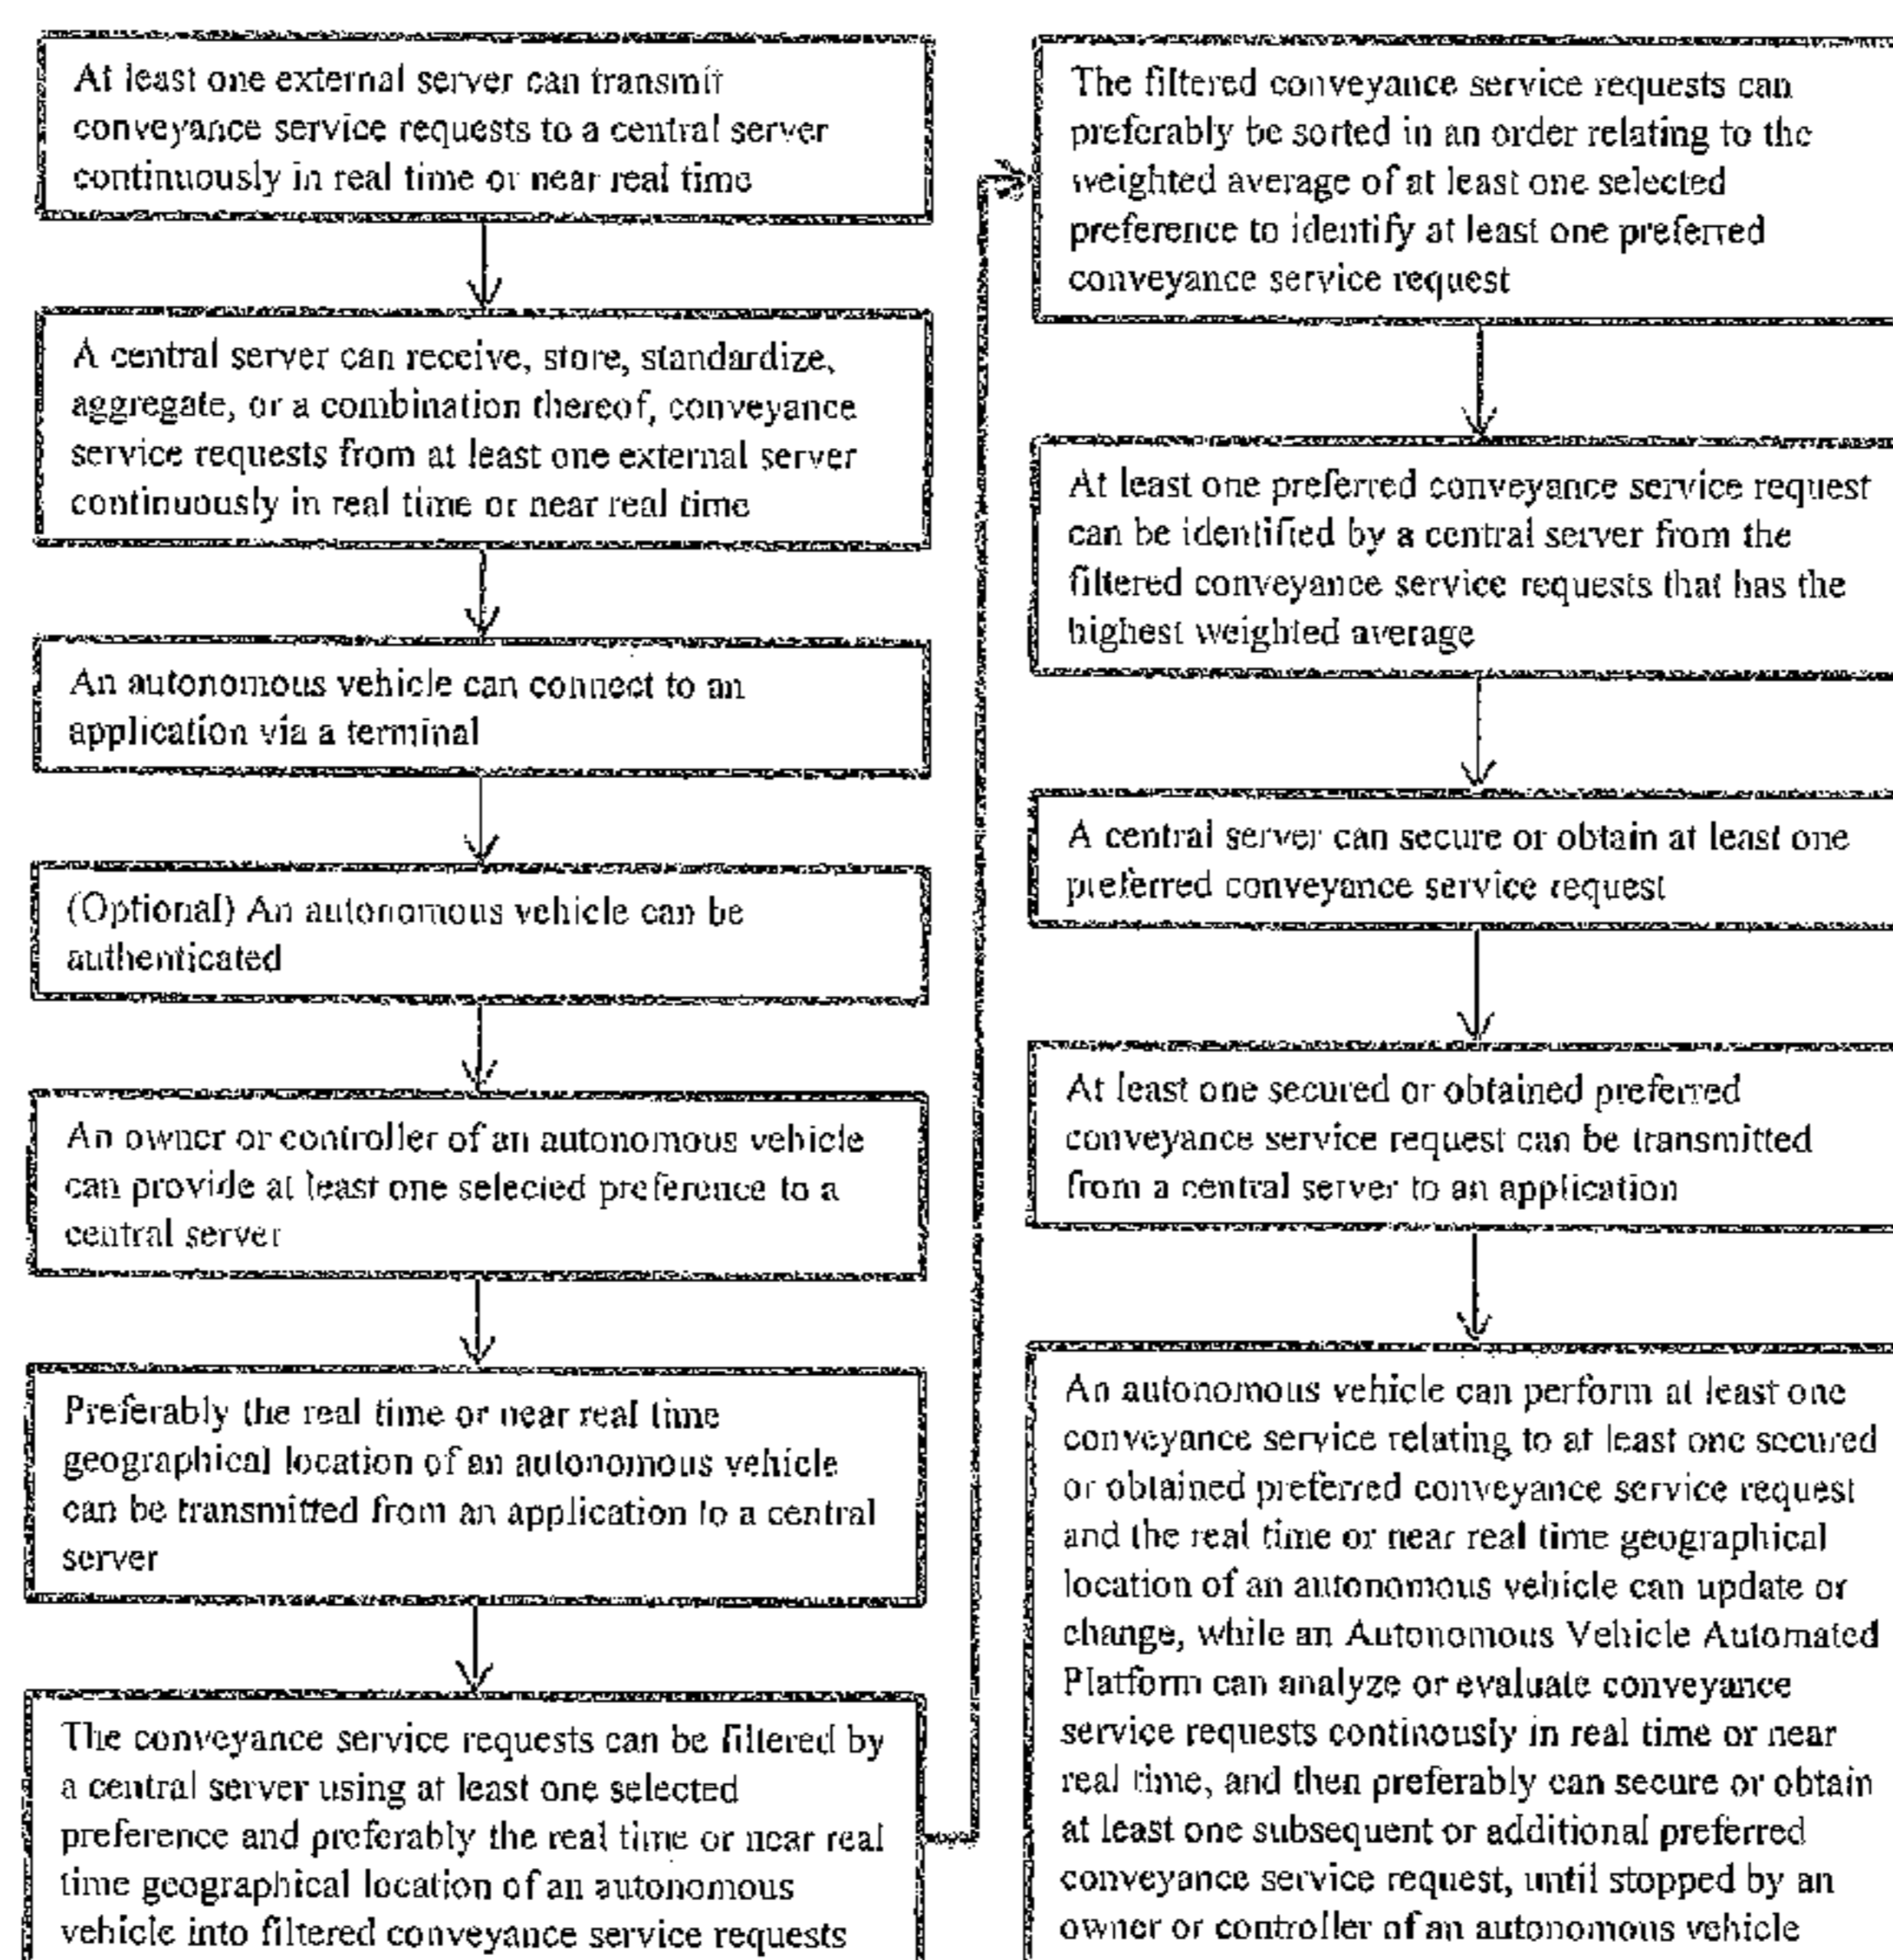 At least one external server can transmit
conveyance service requests to a central server
continuously in real time or near real time
A central server can receive, store, standardize,
aggregate, or a combination thereof, conveyance
service requests from at least one external server
continuously in real time or near real time
An autonomous vehicle can connect to an
application via a terminal
(Optional) An autonomous vehicle can be
authenticated
An owner or controller of an autonomous vehicle
can provide at least one selected preference to a
central server
Preferably the real time or near real time
geographical location of an autonomous vehicle
can be transmitted from an application to a central
server
The conveyance service requests can be filtered by
a central server using at least one selected
preference and preferably the real time or near real
time geographical location of an autonomous
vehicle into filtered conveyance service requests
The filtered conveyance service requests can
preferably be sorted in an order relating to the
weighted average of at least one selected
preference to identify at least one preferred
conveyance service request
At least one preferred conveyance service request
can be identified by a central server from the
filtered conveyance service requests that has the
highest weighted average
A central server can secure or obtain at least one
preferred conveyance service request
At least one secured or obtained preferred
conveyance service request can be transmitted
from a central server to an application
An autonomous vehicle can perform at least one
conveyance service relating to at least one secured
or obtained preferred conveyance service request
and the real time or near real time geographical
location of an autonomous vehicle can update or
change, while an Autonomous Vehicle Automated
Platform can analyze or evaluate conveyance
service requests continously in real time or near
real time, and then preferably can secure or obtain
at least one subsequent or additional preferred
conveyance service request, until stopped by an
owner or controller of an autonomous vehicle